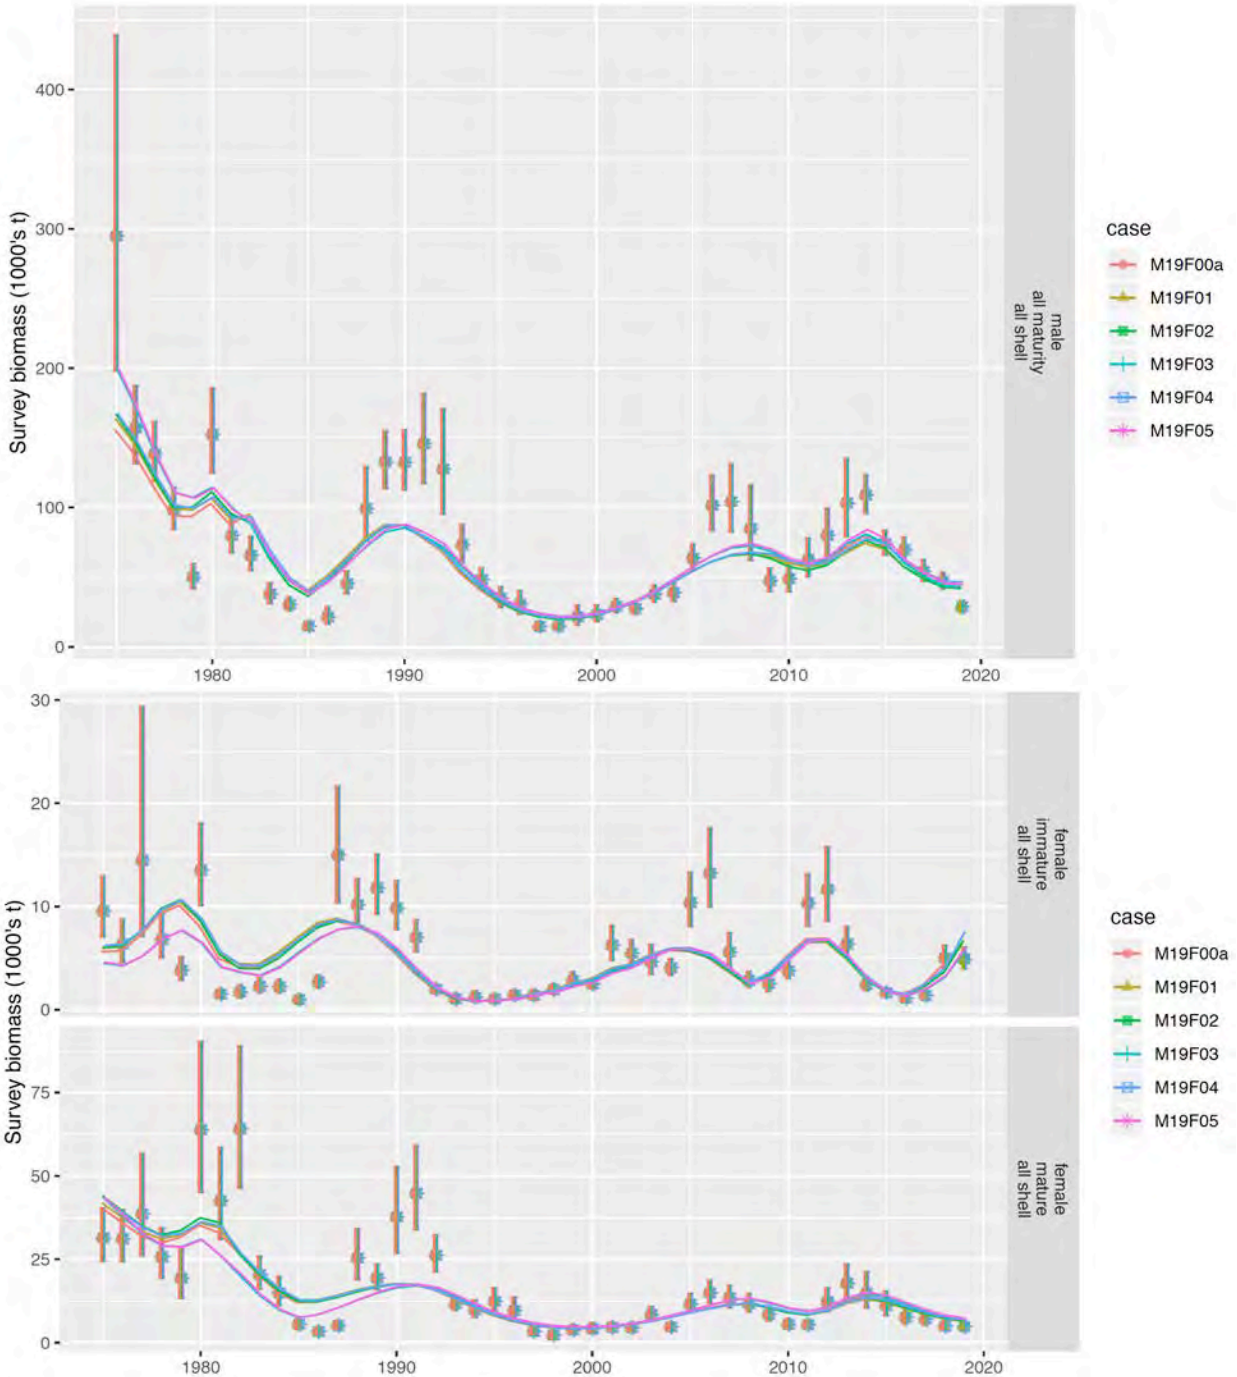 Survey biomass (1000's t)
400
300
200
100
0
1980
1990
2000
2010
2020
male
all maturity
all shell
case
M19F00a
M19F01
M19F02
M19F03
M19F04
M19F05
Survey biomass (1000's t)
30
20
10
0
female
immature
all shell
75
50
25
0
female
mature
all shell
1980
1990
2000
2010
2020
case
M19F00a
M19F01
M19F02
M19F03
M19F04
M19F05